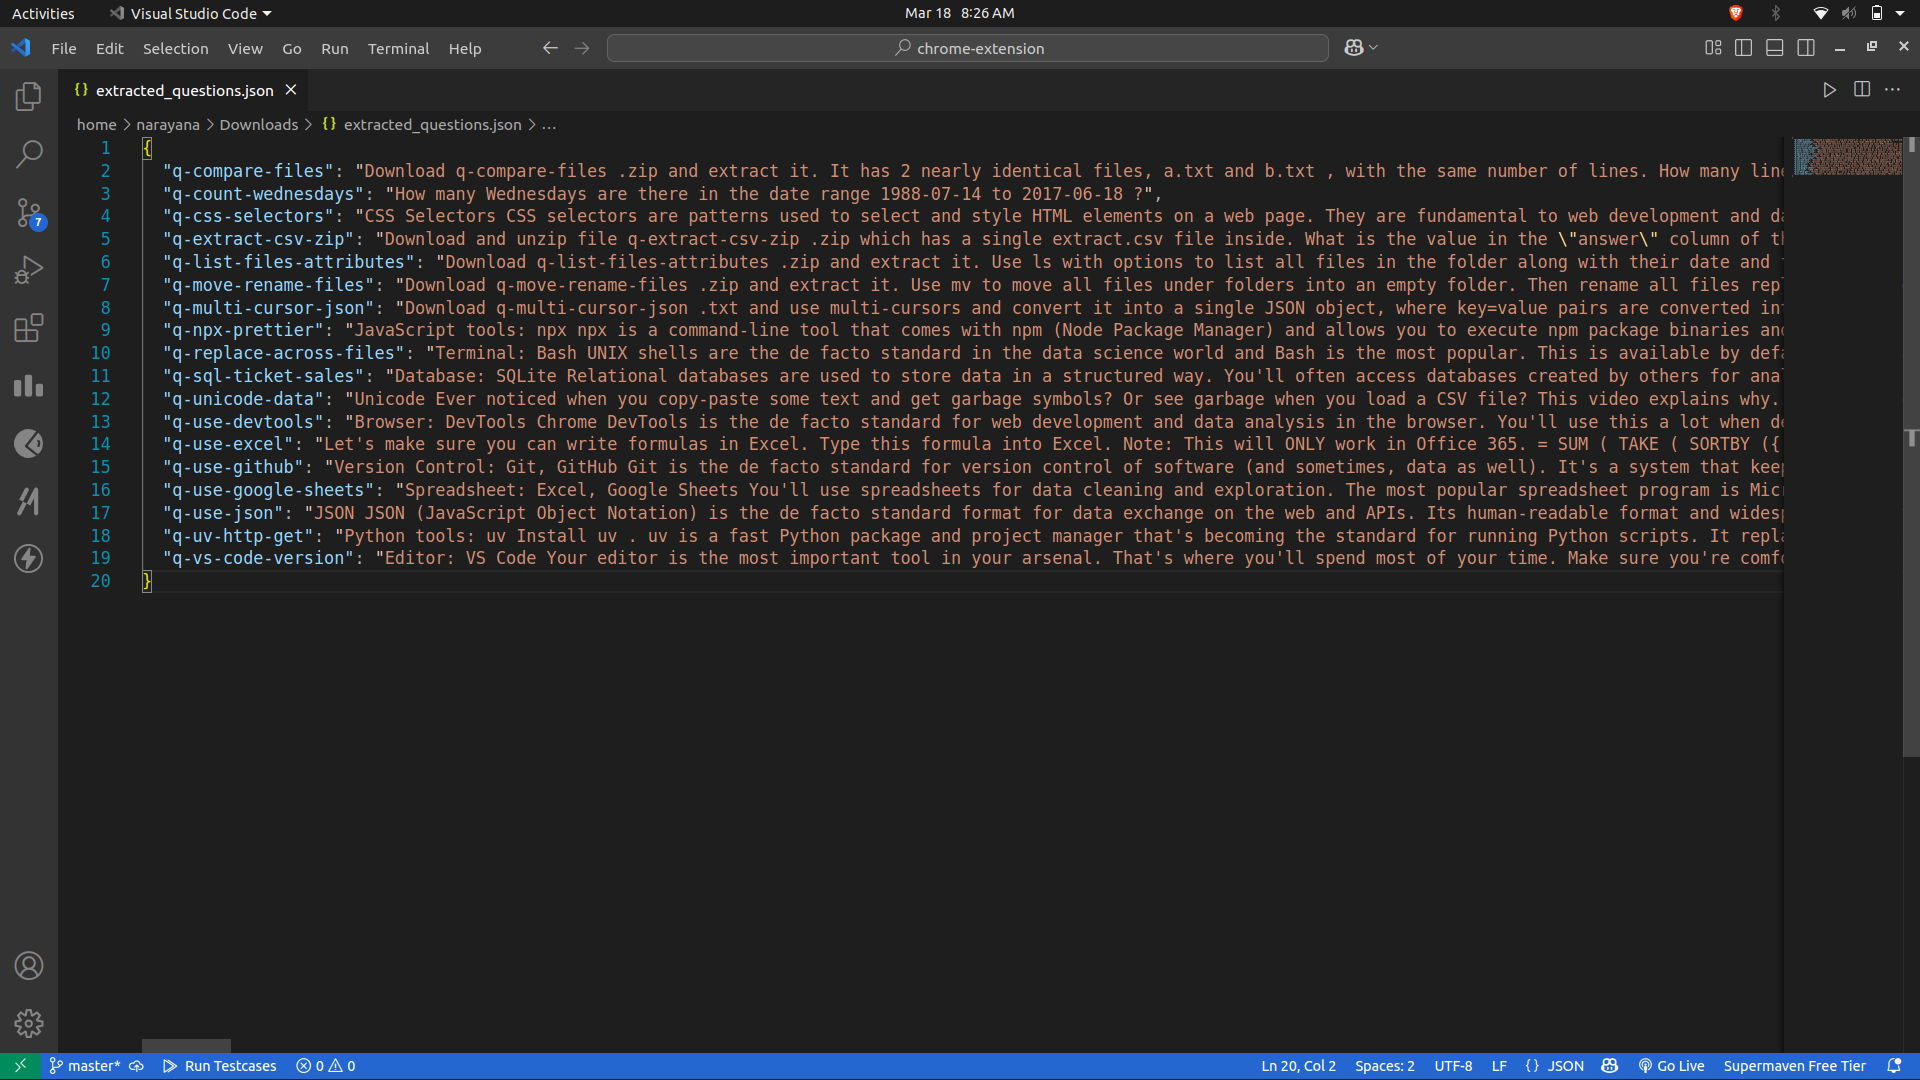 Activities Visual Studio Code Mar 18 8:26 AM
File Edit Selection View Go Run Terminal Help chrome-extension
{} extracted_questions.json
home > narayana > Downloads > {} extracted_questions.json > ...
1 {
2 "q-compare-files": "Download q-compare-files .zip and extract it. It has 2 nearly identical files, a.txt and b.txt , with the same number of lines. How many
3 "q-count-wednesdays": "How many Wednesdays are there in the date range 1988-07-14 to 2017-06-18 ?",
4 "q-css-selectors": "CSS Selectors CSS selectors are patterns used to select and style HTML elements on a web page. They are fundamental to web development and
5 "q-extract-csv-zip": "Download and unzip file q-extract-csv-zip .zip which has a single extract.csv file inside. What is the value in the \"answer\" column of
6 "q-list-files-attributes": "Download q-list-files-attributes .zip and extract it. Use ls with options to list all files in the folder along with their date and
7 "q-move-rename-files": "Download q-move-rename-files .zip and extract it. Use mv to move all files under folders into an empty folder. Then rename all files
8 "q-multi-cursor-json": "Download q-multi-cursor-json .txt and use multi-cursors and convert it into a single JSON object, where key=value pairs are converted
9 "q-npx-prettier": "JavaScript tools: npx npx is a command-line tool that comes with npm (Node Package Manager) and allows you to execute npm package binaries
10 "q-replace-across-files": "Terminal: Bash UNIX shells are the de facto standard in the data science world and Bash is the most popular. This is available by
11 "q-sql-ticket-sales": "Database: SQLite Relational databases are used to store data in a structured way. You'll often access databases created by others for
12 "q-unicode-data": "Unicode Ever noticed when you copy-paste some text and get garbage symbols? Or see garbage when you load a CSV file? This video explains why.
13 "q-use-devtools": "Browser: DevTools Chrome DevTools is the de facto standard for web development and data analysis in the browser. You'll use this a lot when
14 "q-use-excel": "Let's make sure you can write formulas in Excel. Type this formula into Excel. Note: This will ONLY work in Office 365. = SUM ( TAKE ( SORTBY ({
15 "q-use-github": "Version Control: Git, GitHub Git is the de facto standard for version control of software (and sometimes, data as well). It's a system that
16 "q-use-google-sheets": "Spreadsheet: Excel, Google Sheets You'll use spreadsheets for data cleaning and exploration. The most popular spreadsheet program is
17 "q-use-json": "JSON JSON (JavaScript Object Notation) is the de facto standard format for data exchange on the web and APIs. Its human-readable format and
18 "q-uv-http-get": "Python tools: uv Install uv . uv is a fast Python package and project manager that's becoming the standard for running Python scripts. It
19 "q-vs-code-version": "Editor: VS Code Your editor is the most important tool in your arsenal. That's where you'll spend most of your time. Make sure you're
20 }
7
master* Run Testcases 0 0 Ln 20, Col 2 Spaces: 2 UTF-8 LF {} JSON Go Live Supermaven Free Tier